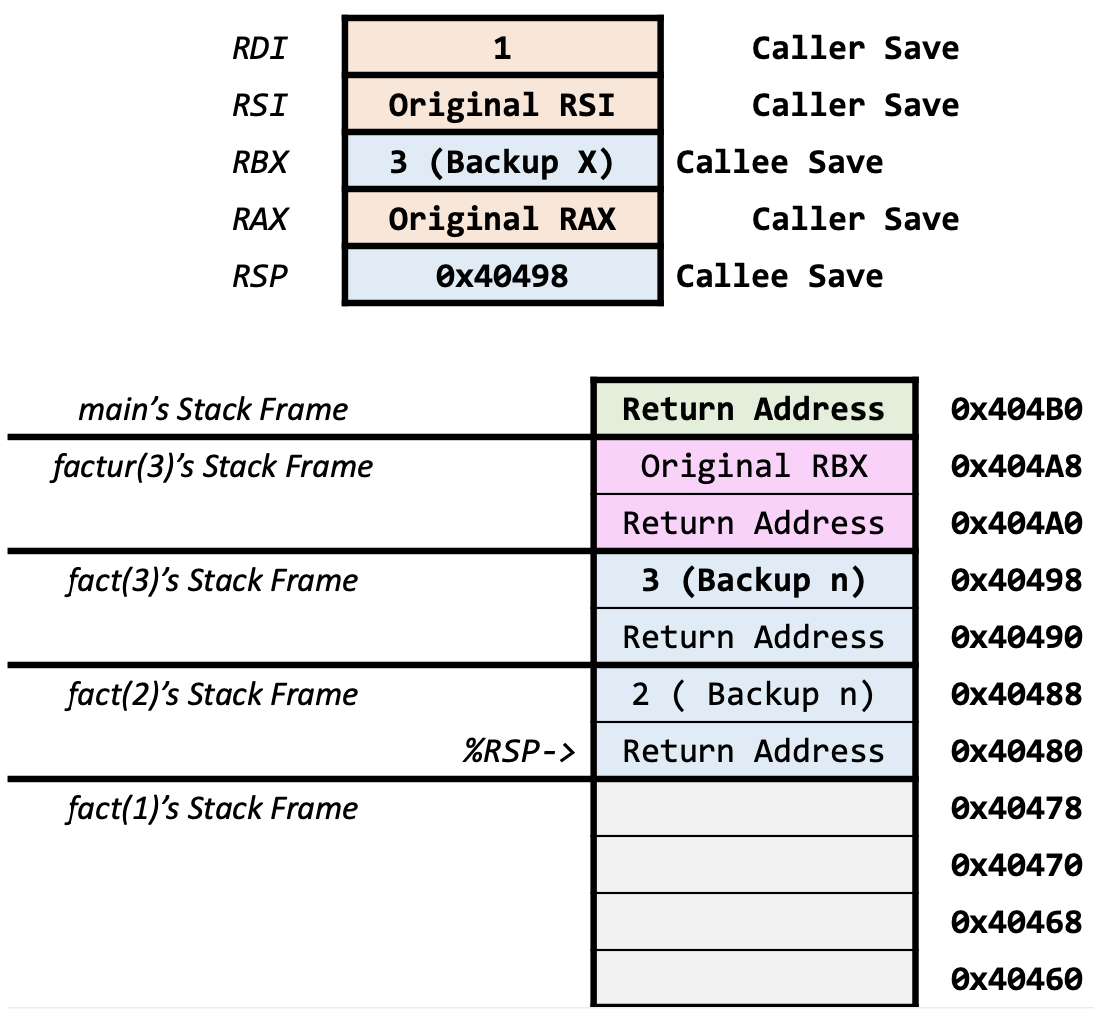 RDI 1 Caller Save
RSI Original RSI Caller Save
RBX 3 (Backup X) Callee Save
RAX Original RAX Caller Save
RSP 0x40498 Callee Save
main's Stack Frame Return Address 0x404B0
factur(3)'s Stack Frame Original RBX 0x404A8
Return Address 0x404A0
fact(3)'s Stack Frame 3 (Backup n) 0x40498
Return Address 0x40490
fact(2)'s Stack Frame 2 ( Backup n) 0x40488
%RSP-> Return Address 0x40480
fact(1)'s Stack Frame 0x40478
0x40470
0x40468
0x40460